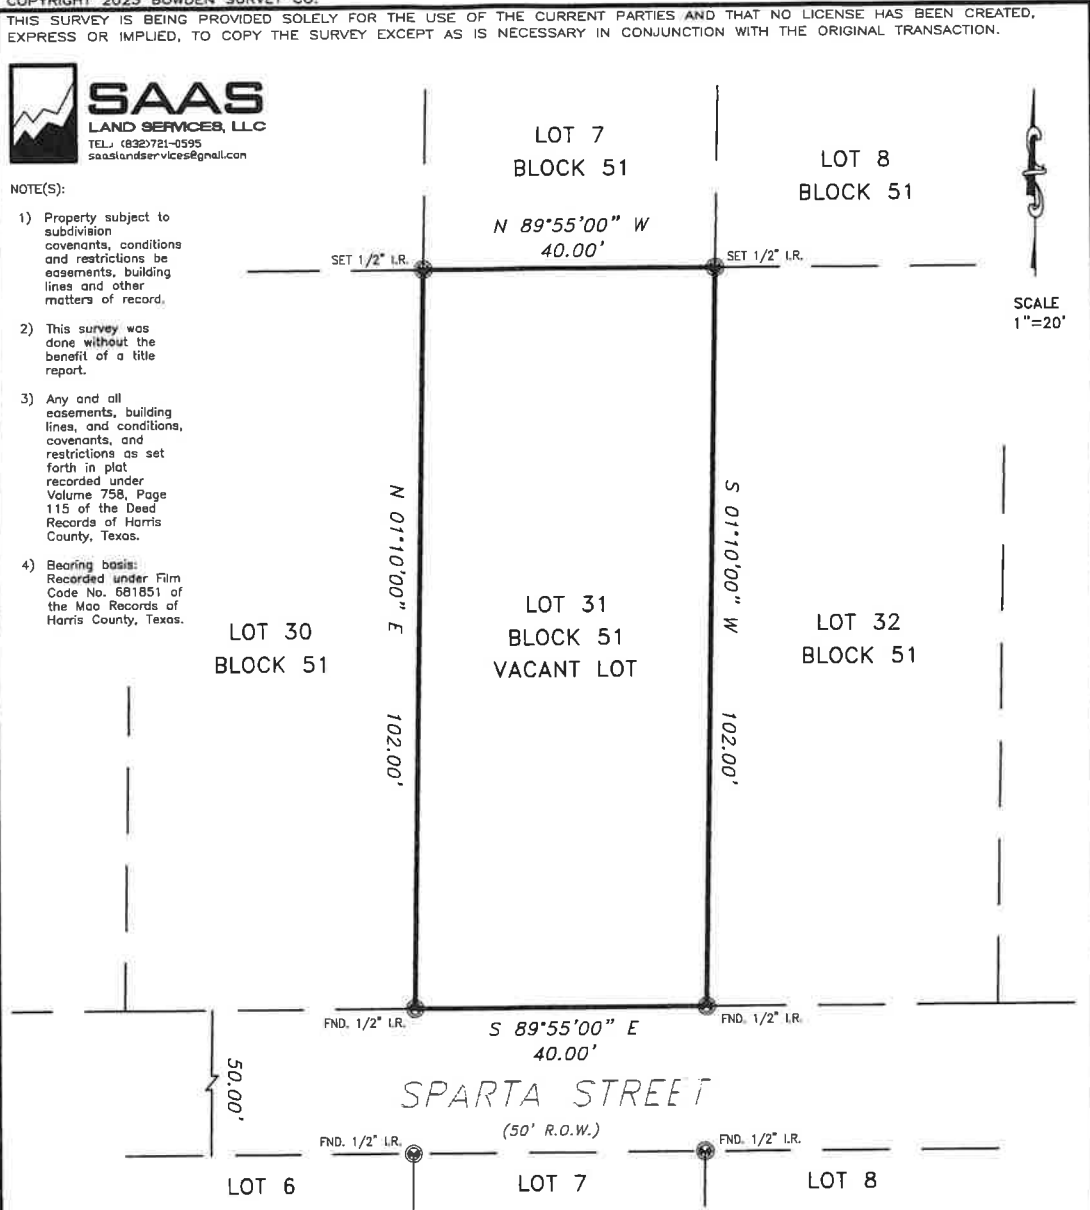 COPYRIGHT 2023 BOWDEN SURVEY CO.
THIS SURVEY IS BEING PROVIDED SOLELY FOR THE USE OF THE CURRENT PARTIES AND THAT NO LICENSE HAS BEEN CREATED,
EXPRESS OR IMPLIED, TO COPY THE SURVEY EXCEPT AS IS NECESSARY IN CONJUNCTION WITH THE ORIGINAL TRANSACTION.
SAAS
LAND SERVICES, LLC
TEL: (832)721-0595
saaslandservices@gmail.com
NOTE(S):
1) Property subject to
subdivision
covenants, conditions
and restrictions be
easements, building
lines and other
matters of record.
2) This survey was
done without the
benefit of a title
report.
3) Any and all
easements, building
lines, and conditions,
covenants, and
restrictions as set
forth in plat
recorded under
Volume 758, Page
115 of the Deed
Records of Harris
County, Texas.
4) Bearing basis:
Recorded under Film
Code No. 681851 of
the Map Records of
Harris County, Texas.
LOT 7
BLOCK 51
LOT 8
BLOCK 51
N 89°55'00" W
40.00'
SET 1/2" I.R.
SET 1/2" I.R.
SCALE
1"=20'
N 01°10'00" E 102.00'
S 01°10'00" W 102.00'
LOT 30
BLOCK 51
LOT 31
BLOCK 51
VACANT LOT
LOT 32
BLOCK 51
FND. 1/2" I.R.
FND. 1/2" I.R.
S 89°55'00" E
40.00'
50.00'
SPARTA STREET
(50' R.O.W.)
FND. 1/2" I.R.
FND. 1/2" I.R.
LOT 6
LOT 7
LOT 8